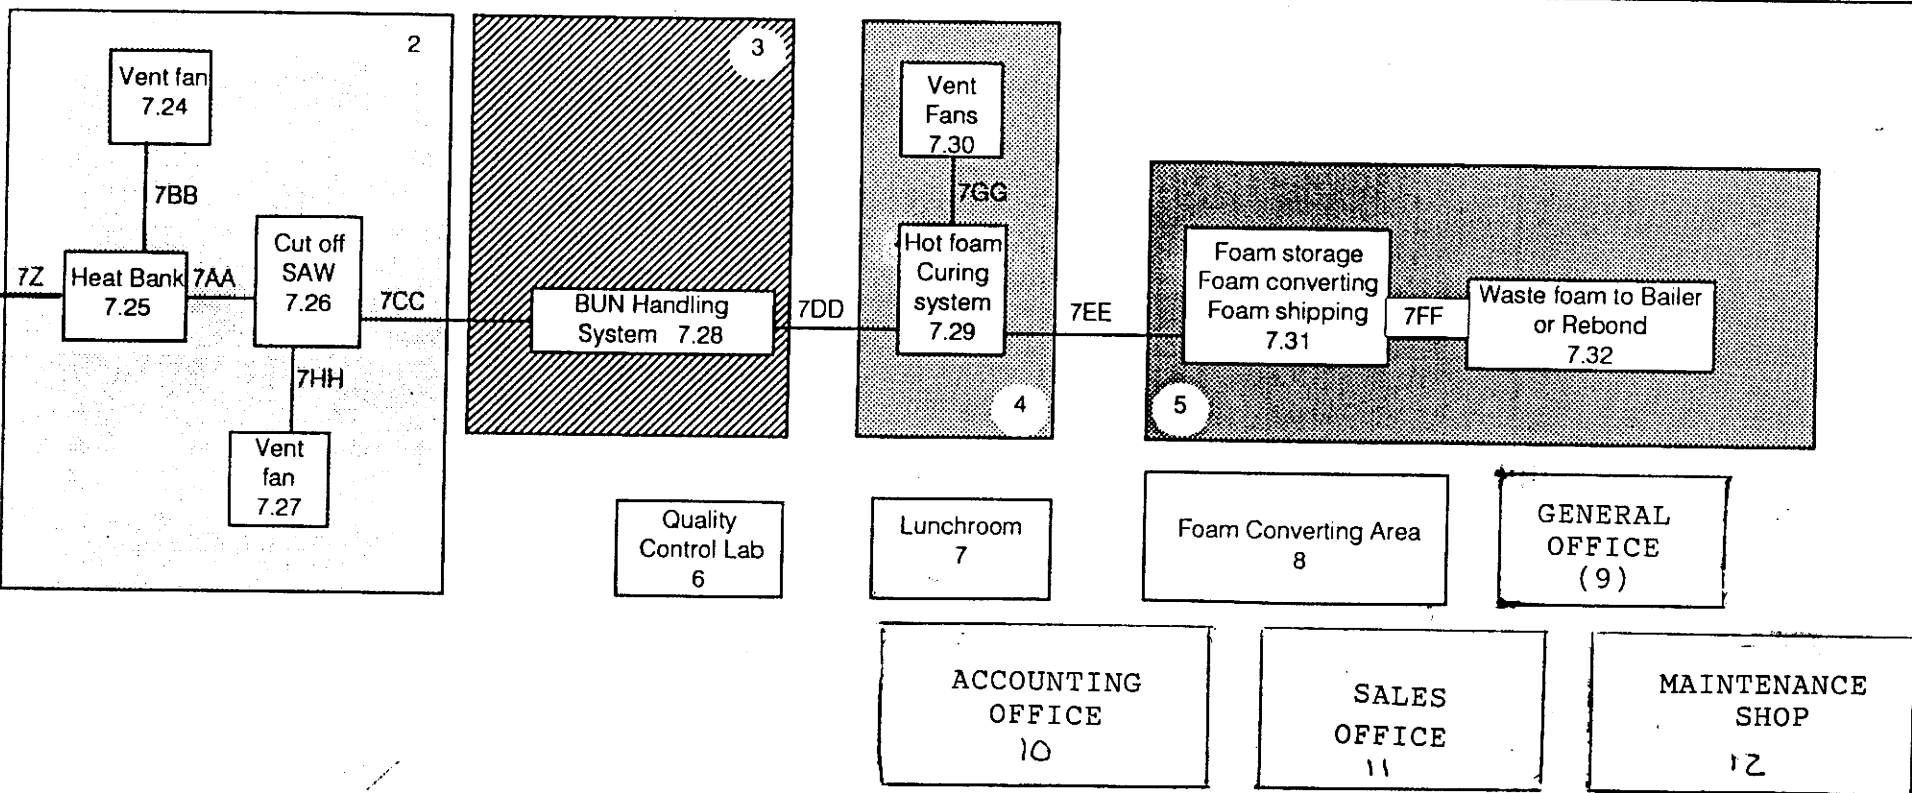 2
Vent fan
7.24
7BB
7Z
Heat Bank
7.25
7AA
Cut off
SAW
7.26
7CC
7HH
Vent
fan
7.27
3
BUN Handling
System 7.28
7DD
Vent
Fans
7.30
7GG
Hot foam
Curing
system
7.29
4
7EE
Foam storage
Foam converting
Foam shipping
7.31
7FF
Waste foam to Bailer
or Rebond
7.32
5
Quality
Control Lab
6
Lunchroom
7
Foam Converting Area
8
GENERAL
OFFICE
(9)
ACCOUNTING
OFFICE
10
SALES
OFFICE
11
MAINTENANCE
SHOP
12